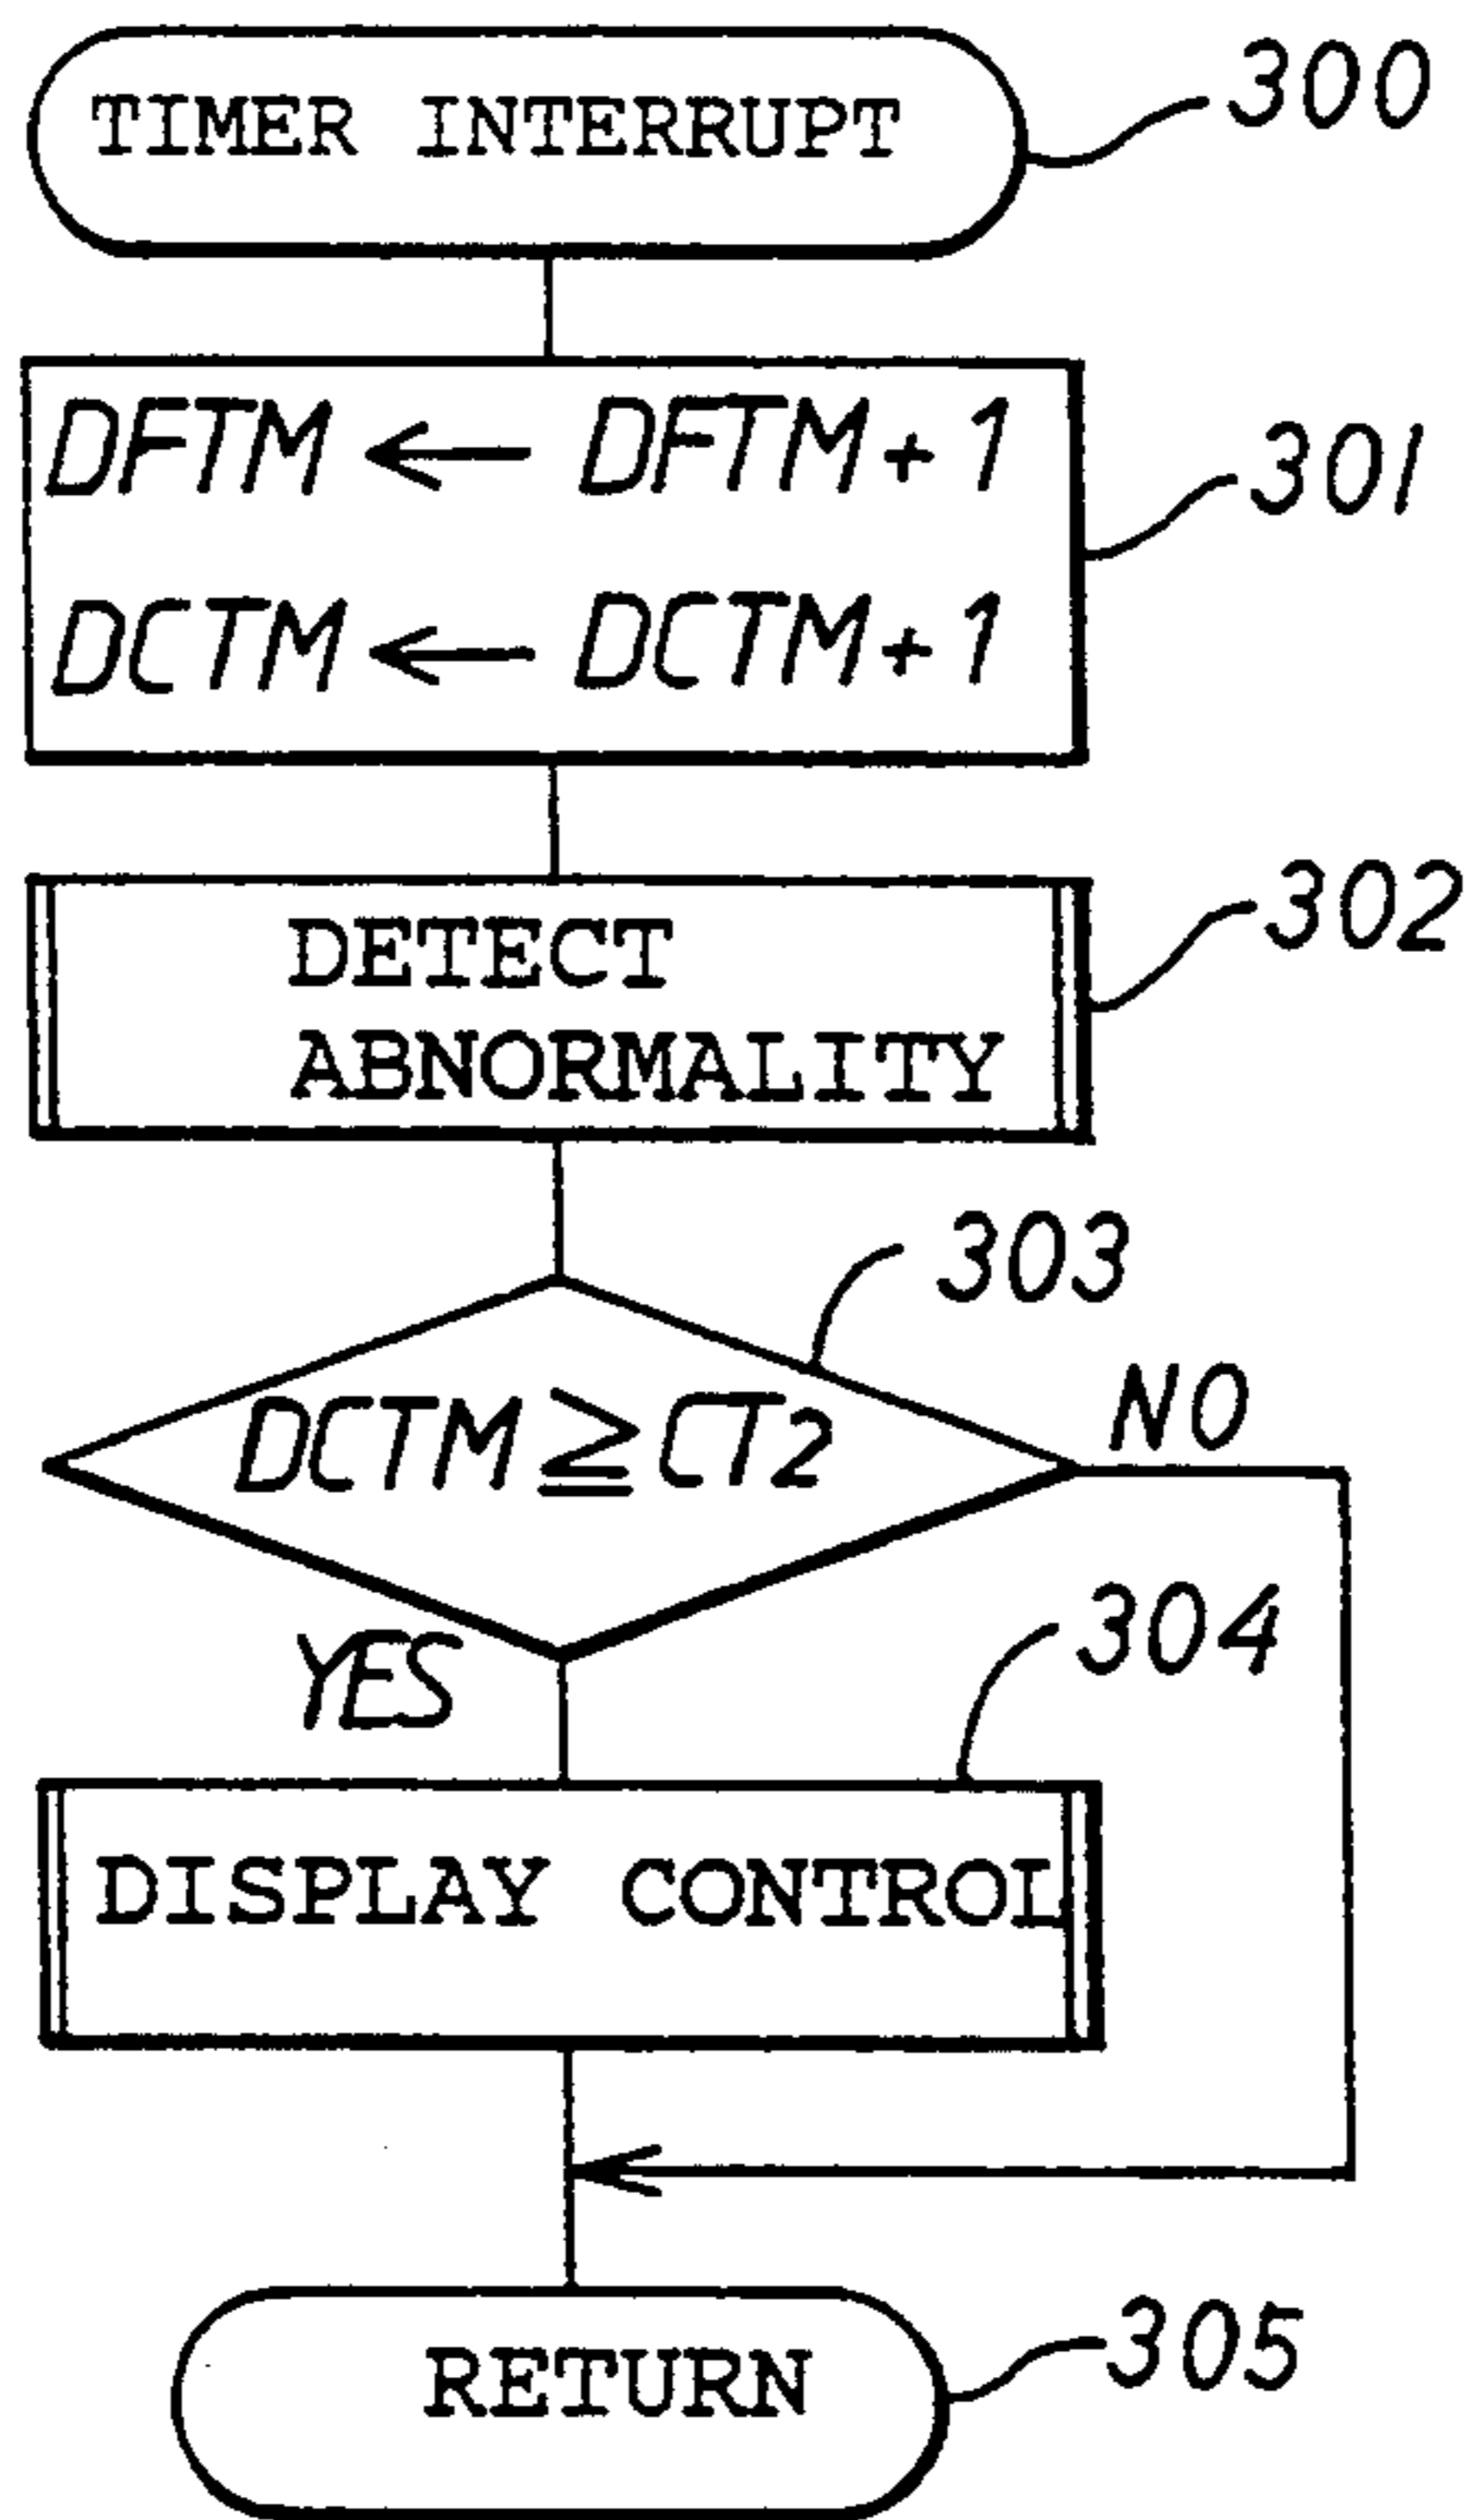 TIMER INTERRUPT
300
DFTM ← DFTM + 1
301
DCTM ← DCTM + 1
DETECT
302
ABNORMALITY
303
DCTM ≧ CT2
NO
YES
304
DISPLAY CONTROL
RETURN
305